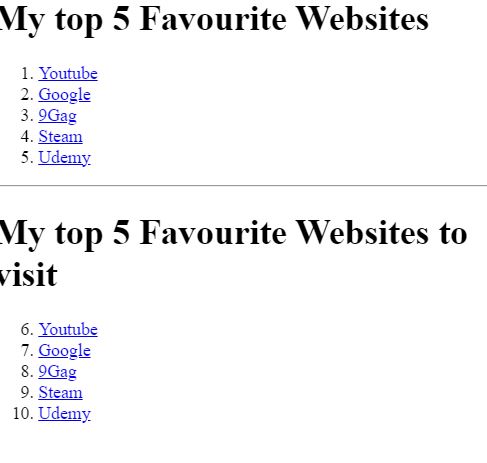 My top 5 Favourite Websites
1. Youtube
2. Google
3. 9Gag
4. Steam
5. Udemy
My top 5 Favourite Websites to
visit
6. Youtube
7. Google
8. 9Gag
9. Steam
10. Udemy